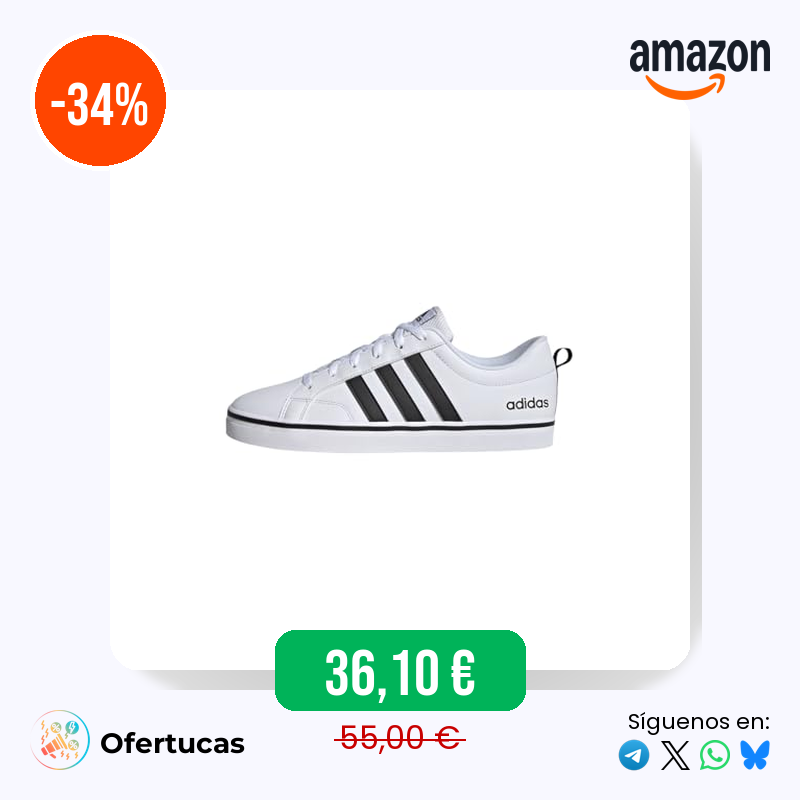 -34%
amazon
adidas
36,10 €
55,00 €
Ofertucas
Síguenos en: